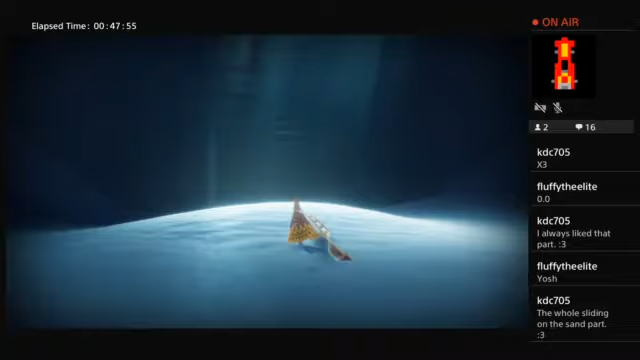 Elapsed Time: 00:47:55
ON AIR
2
16
kdc705
X3
fluffytheelite
0.0
kdc705
I always liked that
part. :3
fluffytheelite
Yosh
kdc705
The whole sliding
on the sand part.
:3